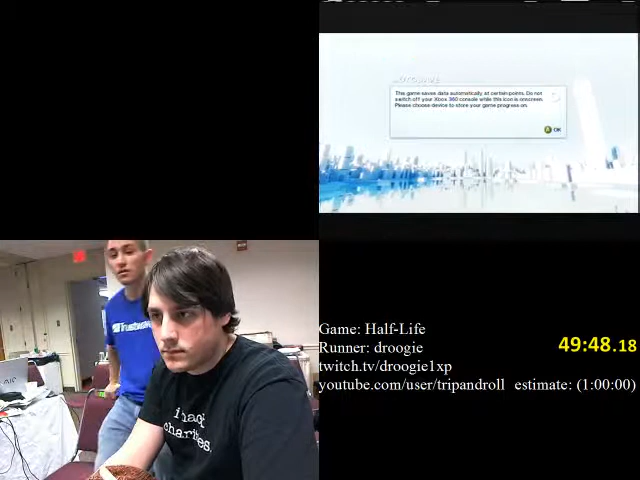 This game saves data automatically at certain points. Do not
switch off your Xbox 360 console while this icon is onscreen.
Please choose device to store your game progress on.
A OK
i had
charities.
Game: Half-Life
Runner: droogie
49:48.18
twitch.tv/droogie1xp
youtube.com/user/tripandroll estimate: (1:00:00)